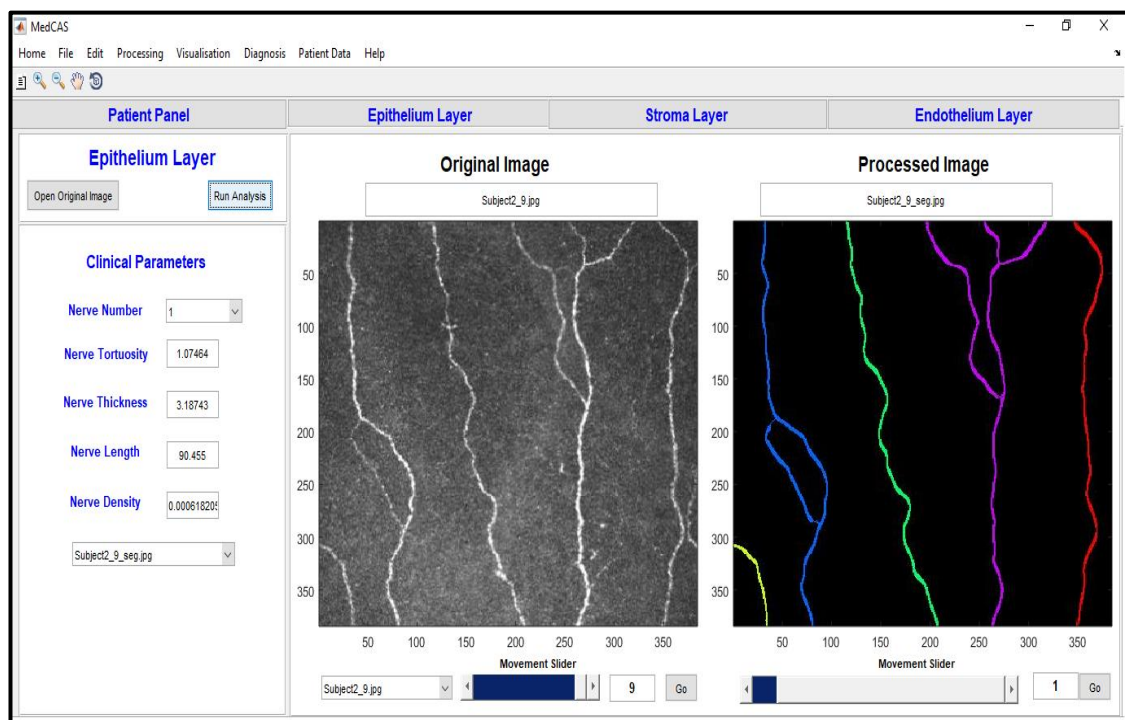 MedCAS
Home File Edit Processing Visualisation Diagnosis Patient Data Help
Patient Panel Epithelium Layer Stroma Layer Endothelium Layer
Epithelium Layer
Open Original Image Run Analysis
Clinical Parameters
Nerve Number 1
Nerve Tortuosity 1.07464
Nerve Thickness 3.18743
Nerve Length 90.455
Nerve Density 0.00061820
Subject2_9_seg.jpg
Original Image
Subject2_9.jpg
50
100
150
200
250
300
350
50 100 150 200 250 300 350
Movement Slider
Subject2_9.jpg 9 Go
Processed Image
Subject2_9_seg.jpg
50
100
150
200
250
300
350
50 100 150 200 250 300 350
Movement Slider
1 Go